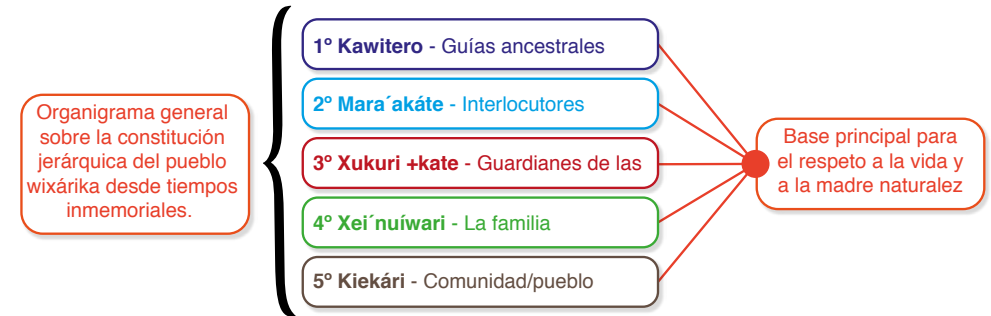 Organigrama general
sobre la constitución
jerárquica del pueblo
wixárika desde tiempos
inmemoriales.
1º Kawitero - Guías ancestrales
2º Mara´akáte - Interlocutores
3º Xukuri +kate - Guardianes de las
4º Xei´nuíwari - La familia
5º Kiekári - Comunidad/pueblo
Base principal para
el respeto a la vida y
a la madre naturalez